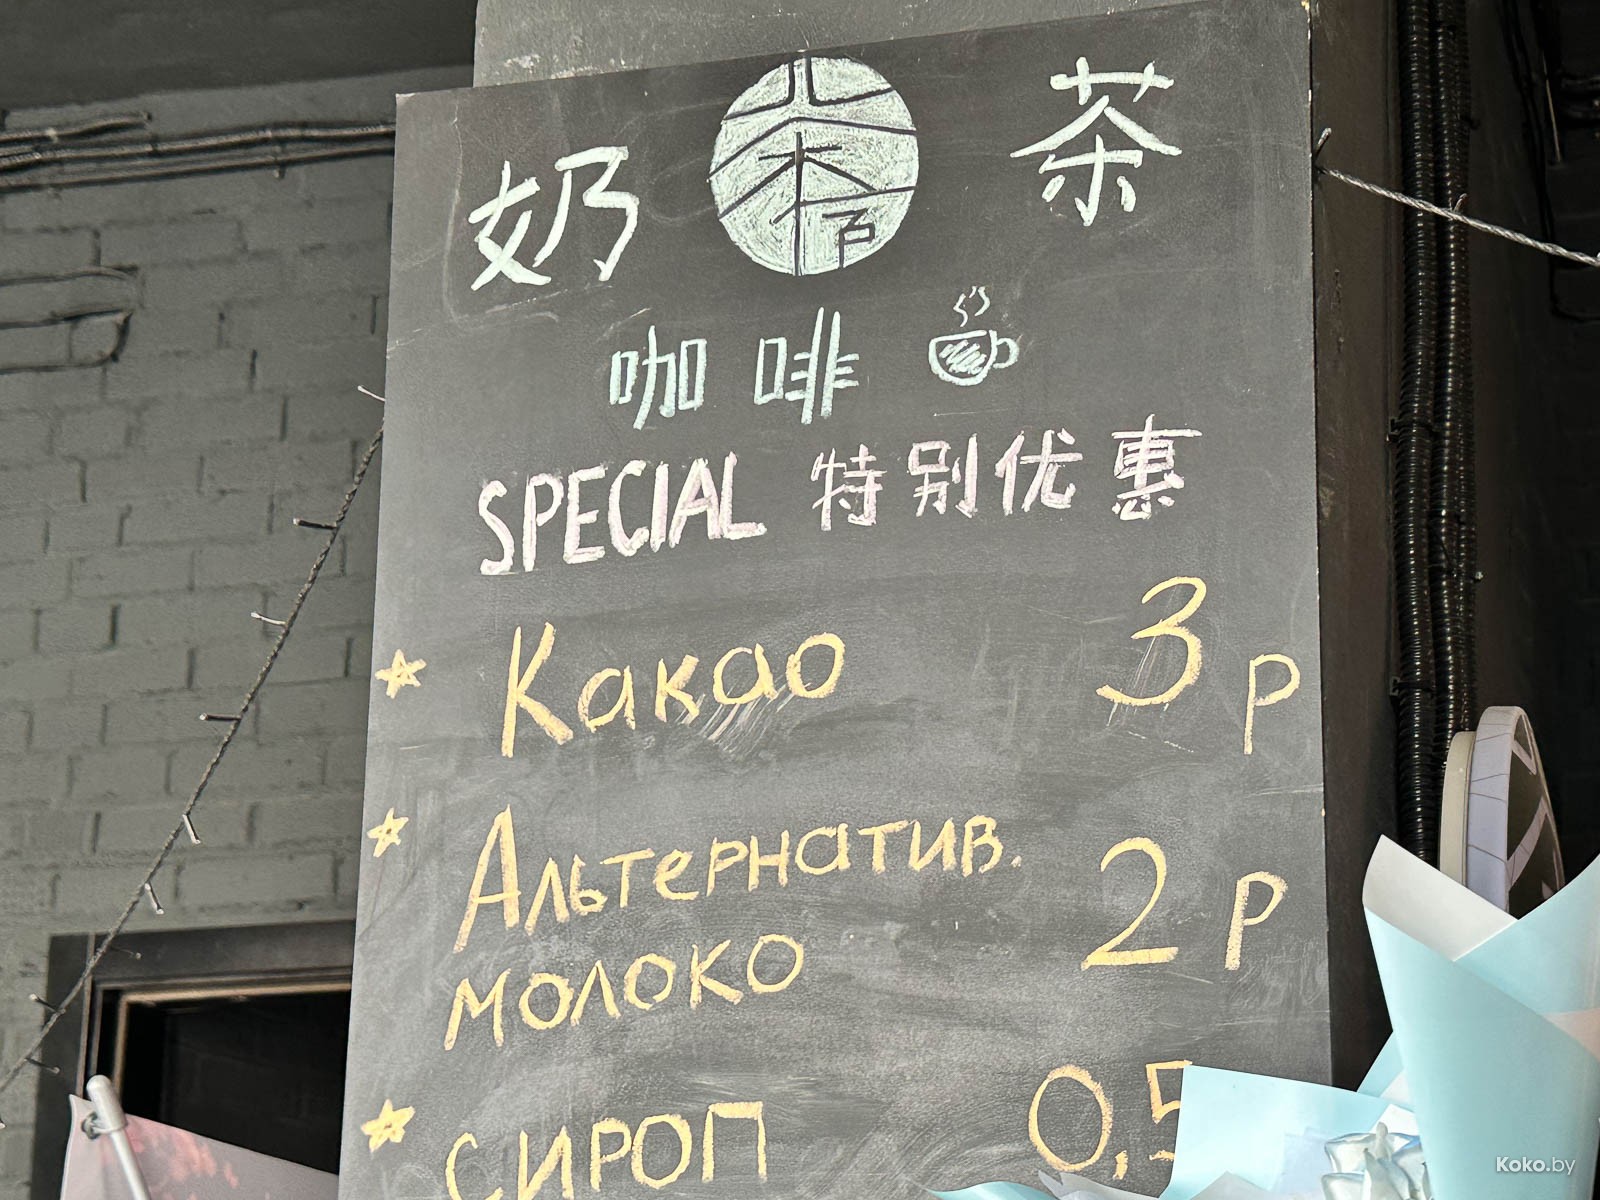 奶 茶
咖啡
SPECIAL 特别优惠
Какао 3 р
Альтернатив. 2 р
молоко
сироп 0,5
Koko.by